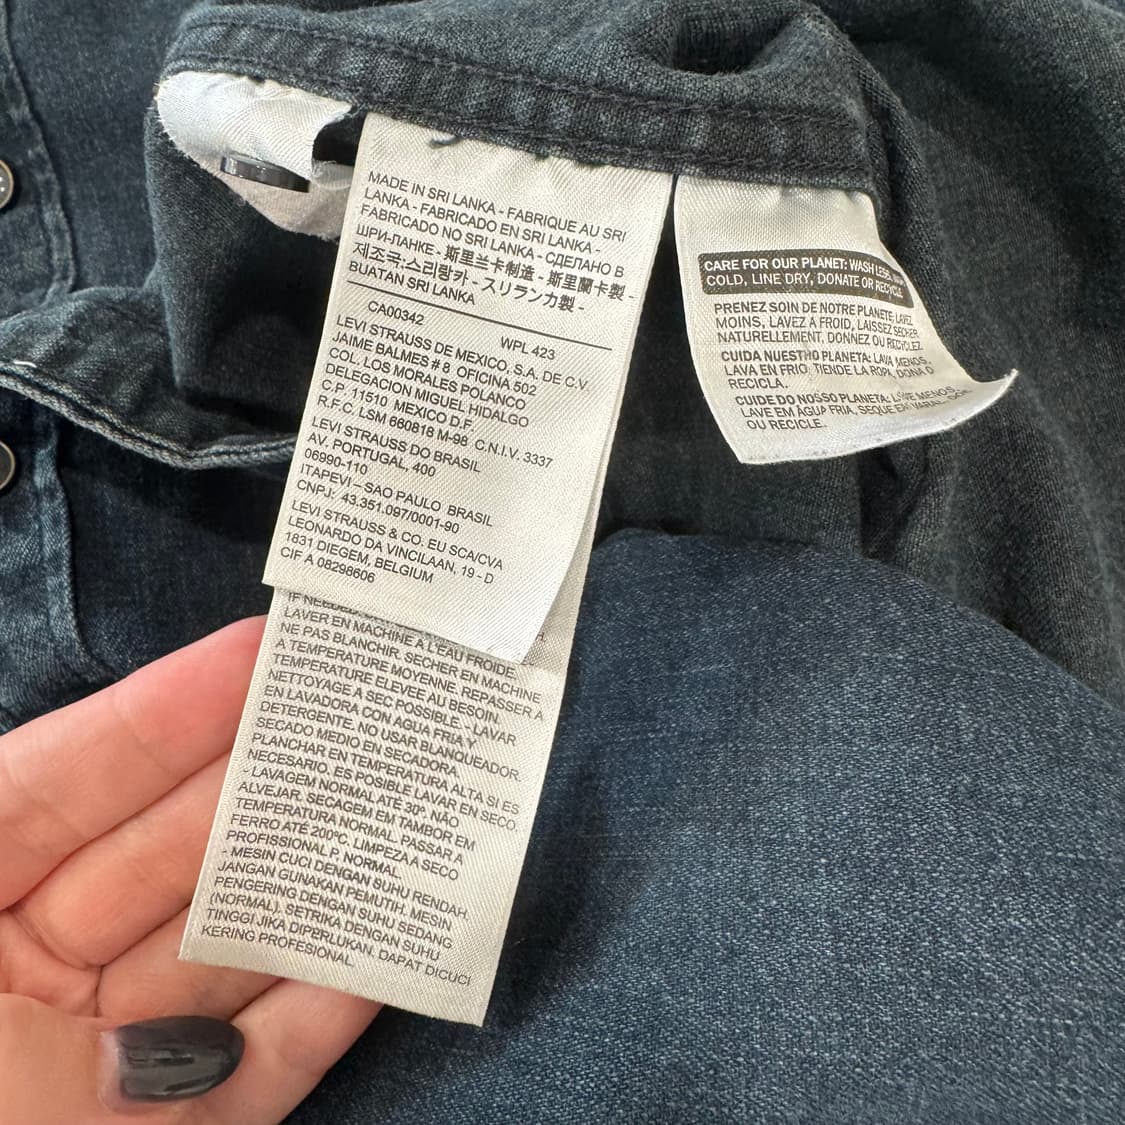 MADE IN SRI LANKA - FABRIQUE AU SRI
LANKA - FABRICADO EN SRI LANKA -
FABRICADO NO SRI LANKA - СДЕЛАНО В
ШРИ-ЛАНКЕ - 斯里兰卡制造 - 斯里蘭卡製 -
제조국:스리랑카 - スリランカ製 -
BUATAN SRI LANKA
CA00342 WPL 423
LEVI STRAUSS DE MEXICO, S.A. DE C.V.
JAIME BALMES # 8 OFICINA 502
COL. LOS MORALES POLANCO
DELEGACION MIGUEL HIDALGO
C.P. 11510 MEXICO D.F.
R.F.C. LSM 660818 M-98 C.N.I.V. 3337
LEVI STRAUSS DO BRASIL
AV. PORTUGAL, 400
06990-110
ITAPEVI – SAO PAULO BRASIL
CNPJ: 43.351.097/0001-90
LEVI STRAUSS & CO. EU SCA/CVA
LEONARDO DA VINCILAAN, 19 - D
1831 DIEGEM, BELGIUM
CIF A 08298606
IF NEEDED.
LAVER EN MACHINE A L'EAU FROIDE.
NE PAS BLANCHIR. SECHER EN MACHINE
A TEMPERATURE MOYENNE. REPASSER A
TEMPERATURE ELEVEE AU BESOIN.
NETTOYAGE A SEC POSSIBLE. - LAVAR
EN LAVADORA CON AGUA FRIA Y
DETERGENTE. NO USAR BLANQUEADOR.
SECADO MEDIO EN SECADORA.
PLANCHAR EN TEMPERATURA ALTA SI ES
NECESARIO. ES POSIBLE LAVAR EN SECO.
- LAVAGEM NORMAL ATÉ 30º. NÃO
ALVEJAR. SECAGEM EM TAMBOR EM
TEMPERATURA NORMAL. PASSAR A
FERRO ATÉ 200ºC. LIMPEZA A SECO
PROFISSIONAL P. NORMAL.
- MESIN CUCI DENGAN SUHU RENDAH.
JANGAN GUNAKAN PEMUTIH. MESIN
PENGERING DENGAN SUHU SEDANG
(NORMAL). SETRIKA DENGAN SUHU
TINGGI JIKA DIPERLUKAN. DAPAT DICUCI
KERING PROFESIONAL.
CARE FOR OUR PLANET: WASH LESS,
COLD, LINE DRY, DONATE OR RECYCLE
PRENEZ SOIN DE NOTRE PLANETE: LAVEZ
MOINS, LAVEZ A FROID, LAISSEZ SECHER
NATURELLEMENT, DONNEZ OU RECYCLEZ
CUIDA NUESTRO PLANETA: LAVA MENOS,
LAVA EN FRIO, TIENDE LA ROPA, DONA O
RECICLA.
CUIDE DO NOSSO PLANETA: LAVE MENOS,
LAVE EM ÁGUA FRIA, SEQUE EM VARAL, DOE
OU RECICLE.